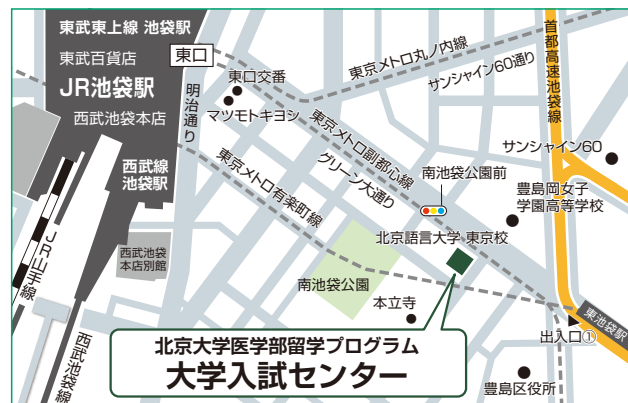 東武東上線 池袋駅
東武百貨店
JR池袋駅
西武池袋本店
西武線
池袋駅
東口
明治通り
東口交番
マツモトキヨシ
東京メトロ丸ノ内線
サンシャイン60通り
首都高速池袋線
サンシャイン60
東京メトロ副都心線
グリーン大通り
東京メトロ有楽町線
南池袋公園前
豊島岡女子
学園高等学校
北京語言大学 東京校
西武池袋
本店別館
JR山手線
西武池袋線
南池袋公園
本立寺
東池袋駅
出入口①
豊島区役所
北京大学医学部留学プログラム
大学入試センター